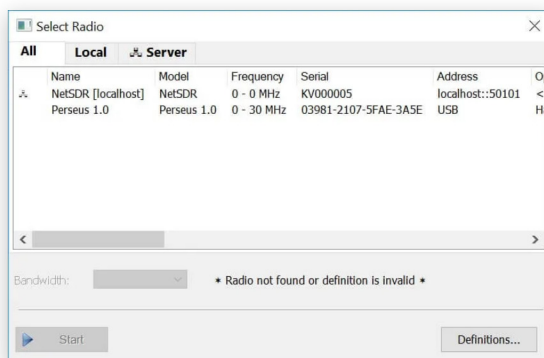 Select Radio
All Local Server
Name Model Frequency Serial Address
NetSDR [localhost] NetSDR 0 - 0 MHz KV000005 localhost::50101 <
Perseus 1.0 Perseus 1.0 0 - 30 MHz 03981-2107-5FAE-3A5E USB
Bandwidth: * Radio not found or definition is invalid *
Start Definitions...